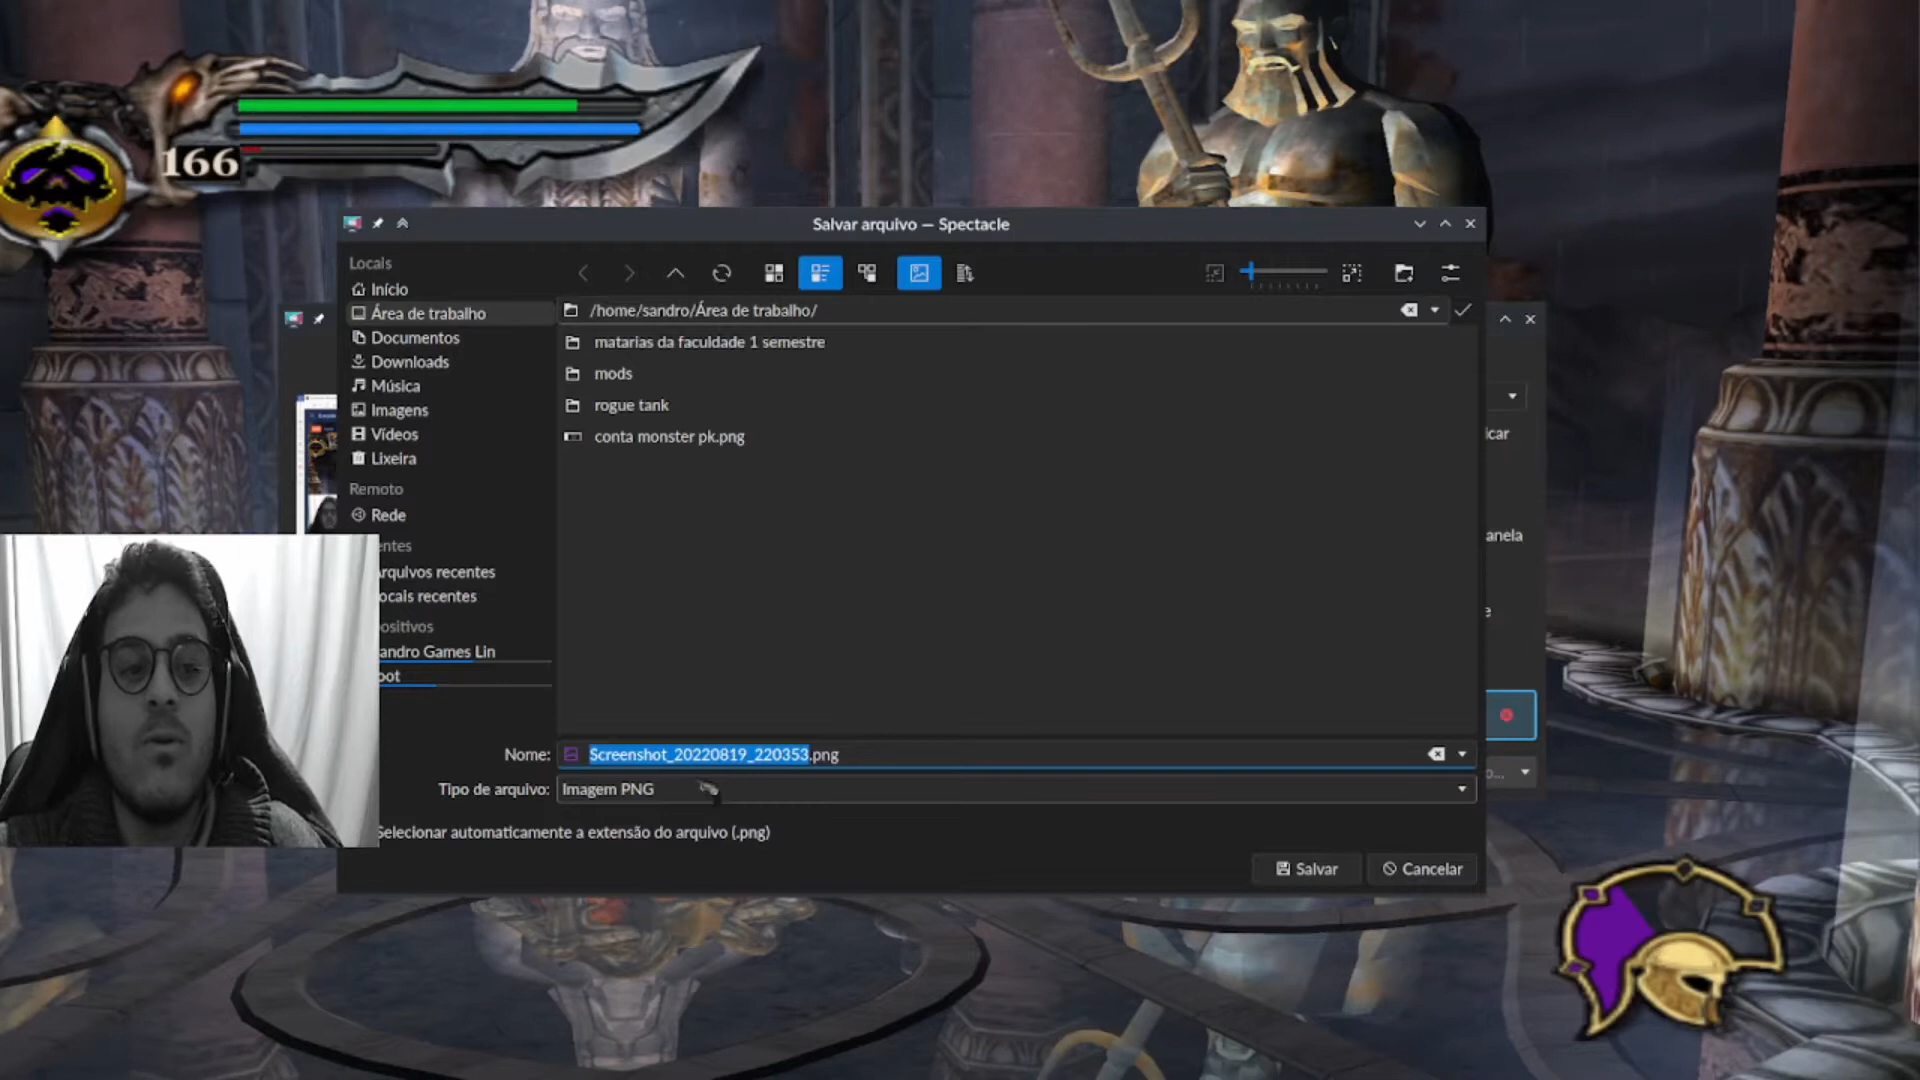 166
Salvar arquivo — Spectacle
Locais
Início
Área de trabalho
Documentos
Downloads
Música
Imagens
Vídeos
Lixeira
Remoto
Rede
entes
rquivos recentes
ocais recentes
ositivos
andro Games Lin
oot
/home/sandro/Área de trabalho/
matarias da faculdade 1 semestre
mods
rogue tank
conta monster pk.png
Nome: Screenshot_20220819_220353.png
Tipo de arquivo: Imagem PNG
Selecionar automaticamente a extensão do arquivo (.png)
Salvar Cancelar
icar
anela
e
o...